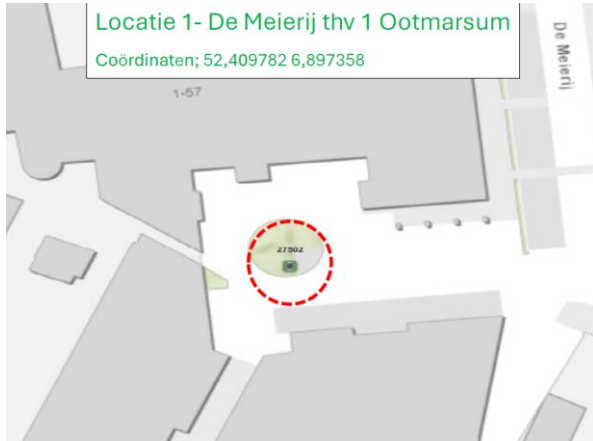 Locatie 1- De Meierij thv 1 Ootmarsum
Coördinaten; 52,409782 6,897358
De Meierij
1-57
27502